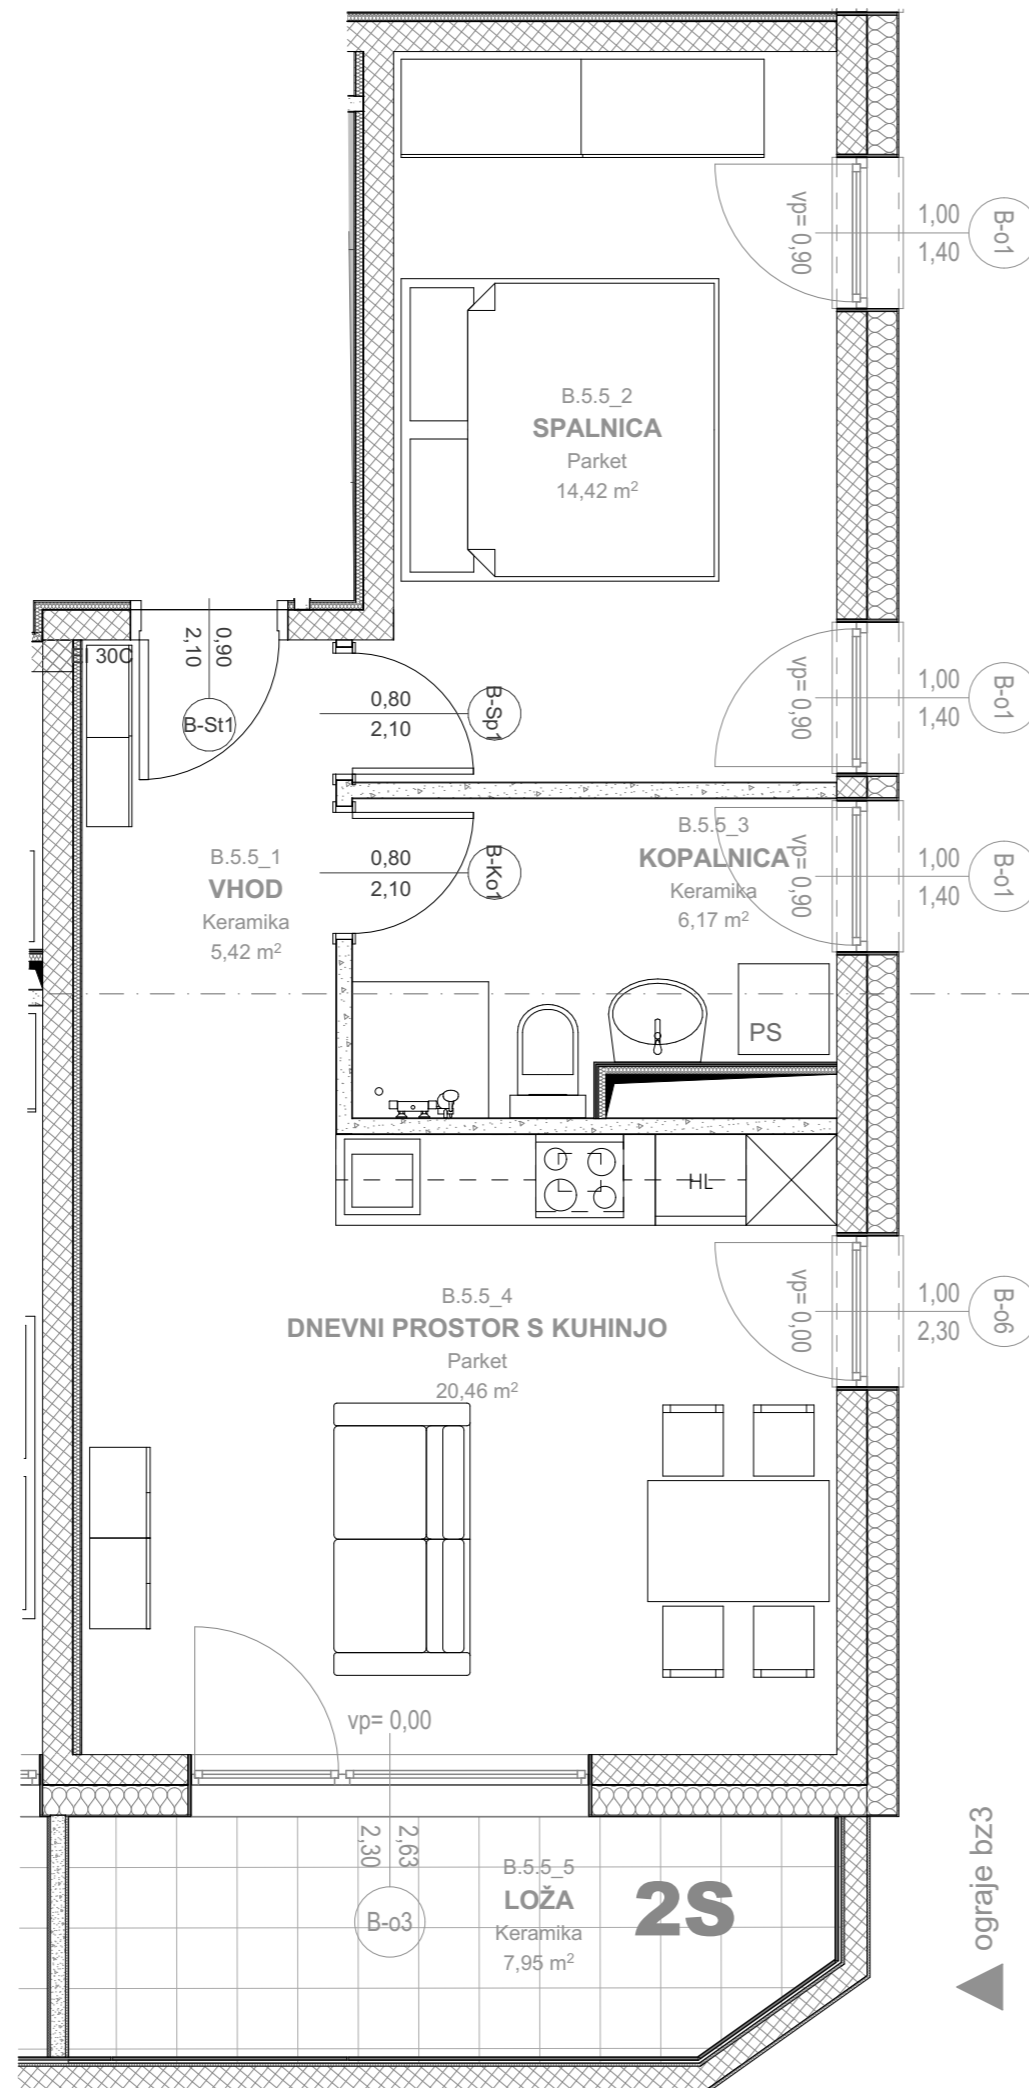 vp= 0,90
1,00
1,40
B-o1
B.5.5_2
SPALNICA
Parket
14,42 m²
0,90
2,10
30C
B-St1
0,80
2,10
B-Sp1
vp= 0,90
1,00
1,40
B-o1
B.5.5_1
VHOD
Keramika
5,42 m²
0,80
2,10
B-Ko1
B.5.5_3
KOPALNICA
Keramika
6,17 m²
vp= 0,90
1,00
1,40
B-o1
PS
HL
B.5.5_4
DNEVNI PROSTOR S KUHINJO
Parket
20,46 m²
vp= 0,00
1,00
2,30
B-o6
vp= 0,00
2,63
2,30
B-o3
B.5.5_5
LOŽA
Keramika
7,95 m²
2S
ograje bz3